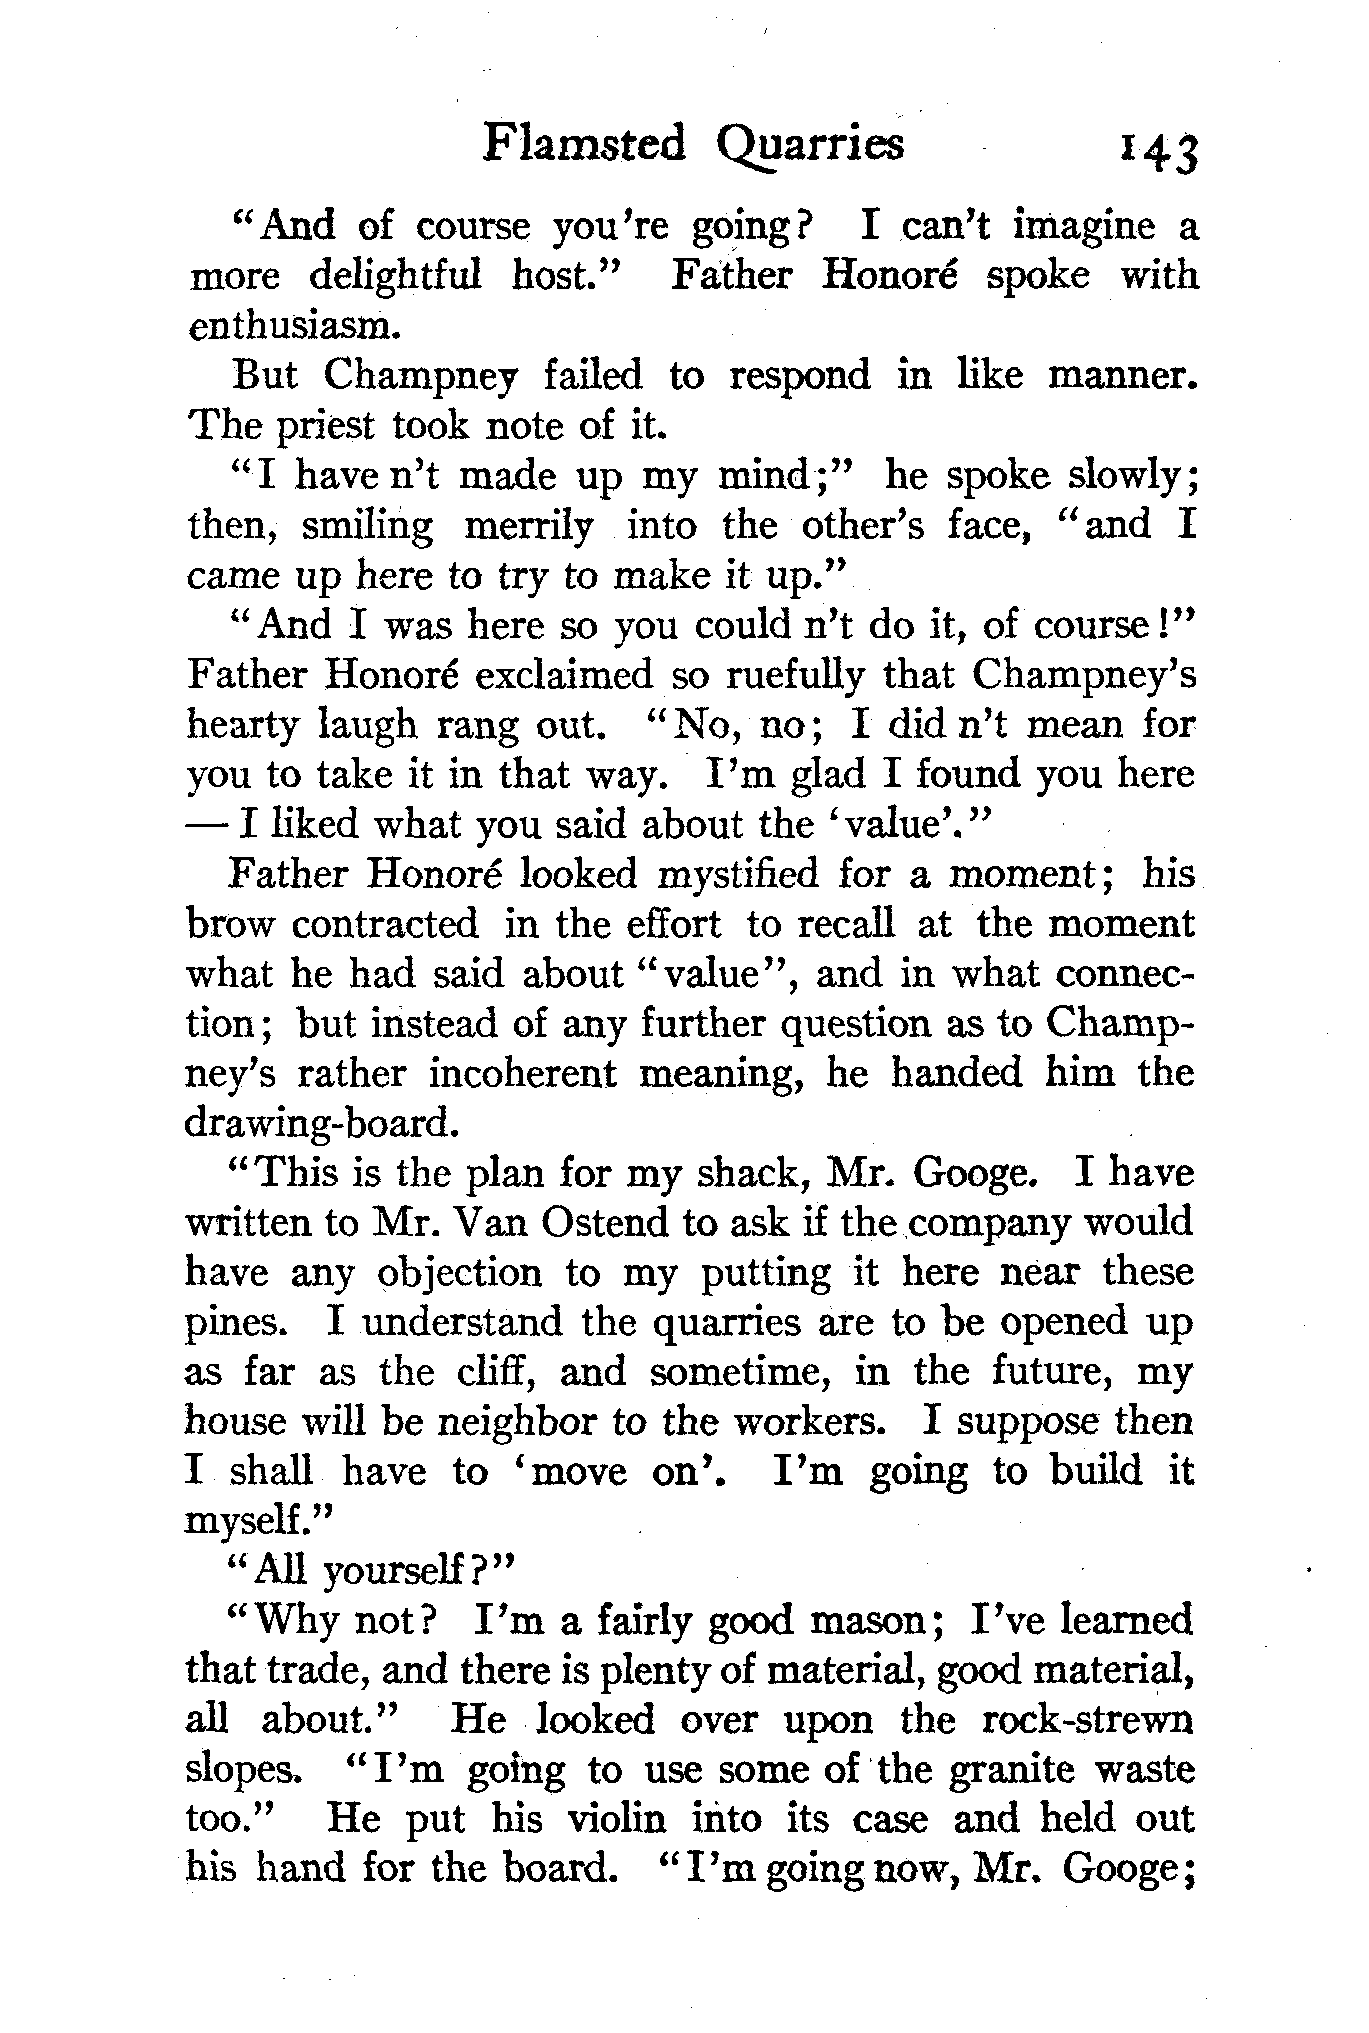 Flamsted Quarries 143
“And of course you're going? I can't imagine a
more delightful host.” Father Honoré spoke with
enthusiasm.
But Champney failed to respond in like manner.
The priest took note of it.
“I have n't made up my mind;” he spoke slowly;
then, smiling merrily into the other's face, “and I
came up here to try to make it up.”
“And I was here so you could n't do it, of course!”
Father Honoré exclaimed so ruefully that Champney's
hearty laugh rang out. “No, no; I did n't mean for
you to take it in that way. I'm glad I found you here
— I liked what you said about the ‘value’.”
Father Honoré looked mystified for a moment; his
brow contracted in the effort to recall at the moment
what he had said about “value”, and in what connec-
tion; but instead of any further question as to Champ-
ney's rather incoherent meaning, he handed him the
drawing-board.
“This is the plan for my shack, Mr. Googe. I have
written to Mr. Van Ostend to ask if the company would
have any objection to my putting it here near these
pines. I understand the quarries are to be opened up
as far as the cliff, and sometime, in the future, my
house will be neighbor to the workers. I suppose then
I shall have to ‘move on’. I'm going to build it
myself.”
“All yourself?”
“Why not? I'm a fairly good mason; I've learned
that trade, and there is plenty of material, good material,
all about.” He looked over upon the rock-strewn
slopes. “I'm going to use some of the granite waste
too.” He put his violin into its case and held out
his hand for the board. “I'm going now, Mr. Googe;